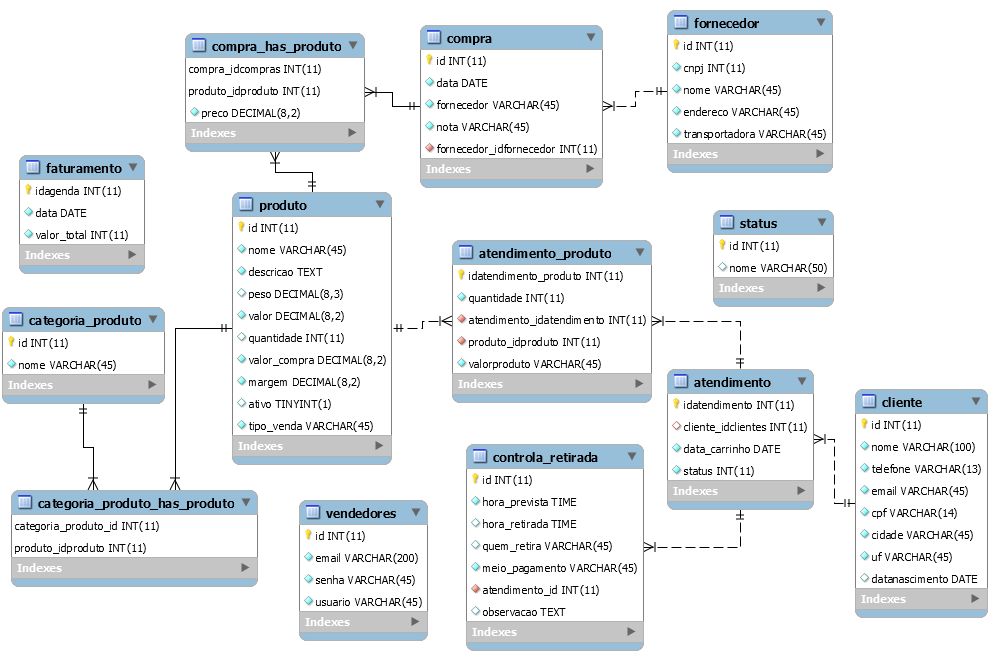 compra_has_produto
compra_idcompras INT(11)
produto_idproduto INT(11)
preco DECIMAL(8,2)
Indexes
compra
id INT(11)
data DATE
fornecedor VARCHAR(45)
nota VARCHAR(45)
fornecedor_idfornecedor INT(11)
Indexes
fornecedor
id INT(11)
cnpj INT(11)
nome VARCHAR(45)
endereco VARCHAR(45)
transportadora VARCHAR(45)
Indexes
faturamento
idagenda INT(11)
data DATE
valor_total INT(11)
Indexes
produto
id INT(11)
nome VARCHAR(45)
descricao TEXT
peso DECIMAL(8,3)
valor DECIMAL(8,2)
quantidade INT(11)
valor_compra DECIMAL(8,2)
margem DECIMAL(8,2)
ativo TINYINT(1)
tipo_venda VARCHAR(45)
Indexes
atendimento_produto
idatendimento_produto INT(11)
quantidade INT(11)
atendimento_idatendimento INT(11)
produto_idproduto INT(11)
valorproduto VARCHAR(45)
Indexes
status
id INT(11)
nome VARCHAR(50)
Indexes
categoria_produto
id INT(11)
nome VARCHAR(45)
Indexes
atendimento
idatendimento INT(11)
cliente_idclientes INT(11)
data_carrinho DATE
status INT(11)
Indexes
cliente
id INT(11)
nome VARCHAR(100)
telefone VARCHAR(13)
email VARCHAR(45)
cpf VARCHAR(14)
cidade VARCHAR(45)
uf VARCHAR(45)
datanascimento DATE
Indexes
categoria_produto_has_produto
categoria_produto_id INT(11)
produto_idproduto INT(11)
Indexes
vendedores
id INT(11)
email VARCHAR(200)
senha VARCHAR(45)
usuario VARCHAR(45)
Indexes
controla_retirada
id INT(11)
hora_prevista TIME
hora_retirada TIME
quem_retira VARCHAR(45)
meio_pagamento VARCHAR(45)
atendimento_id INT(11)
observacao TEXT
Indexes